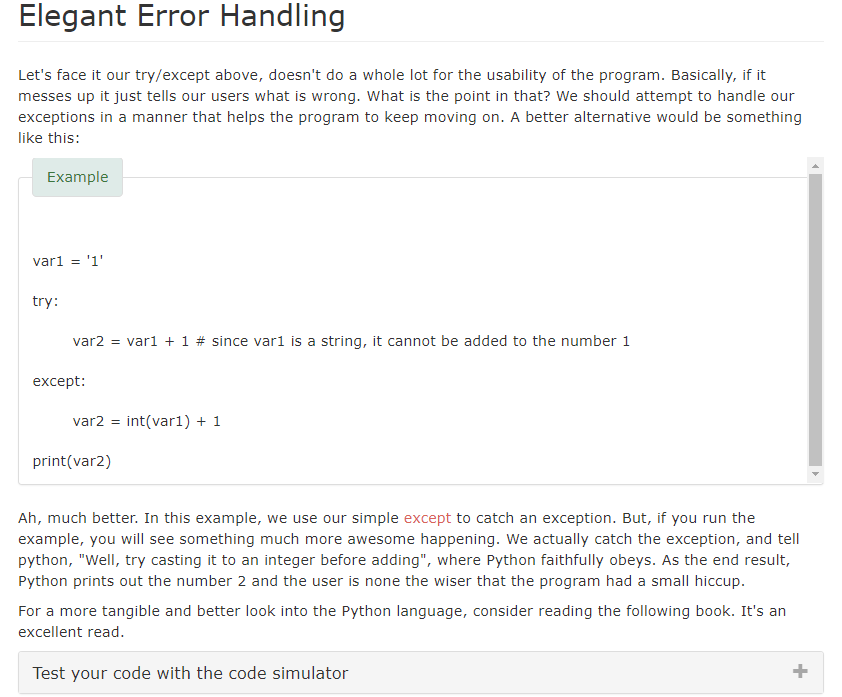 Elegant Error Handling
Let's face it our try/except above, doesn't do a whole lot for the usability of the program. Basically, if it
messes up it just tells our users what is wrong. What is the point in that? We should attempt to handle our
exceptions in a manner that helps the program to keep moving on. A better alternative would be something
like this:
Example
var1 = '1'
try:
var2 = var1 + 1 # since var1 is a string, it cannot be added to the number 1
except:
var2 = int(var1) + 1
print(var2)
Ah, much better. In this example, we use our simple except to catch an exception. But, if you run the
example, you will see something much more awesome happening. We actually catch the exception, and tell
python, "Well, try casting it to an integer before adding", where Python faithfully obeys. As the end result,
Python prints out the number 2 and the user is none the wiser that the program had a small hiccup.
For a more tangible and better look into the Python language, consider reading the following book. It's an
excellent read.
Test your code with the code simulator